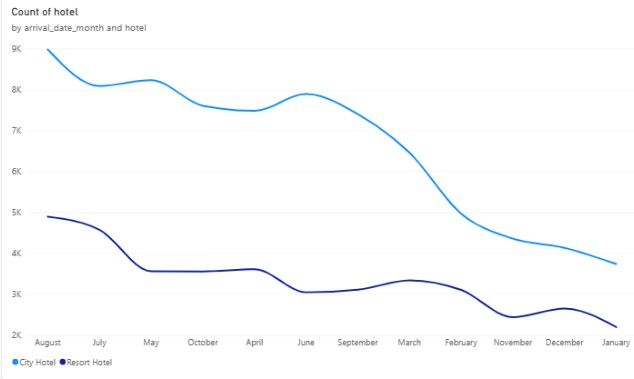 Count of hotel
by arrival_date_month and hotel
9K
8K
7K
6K
5K
4K
3K
2K
August July May October April June September March February November December January
City Hotel Resort Hotel